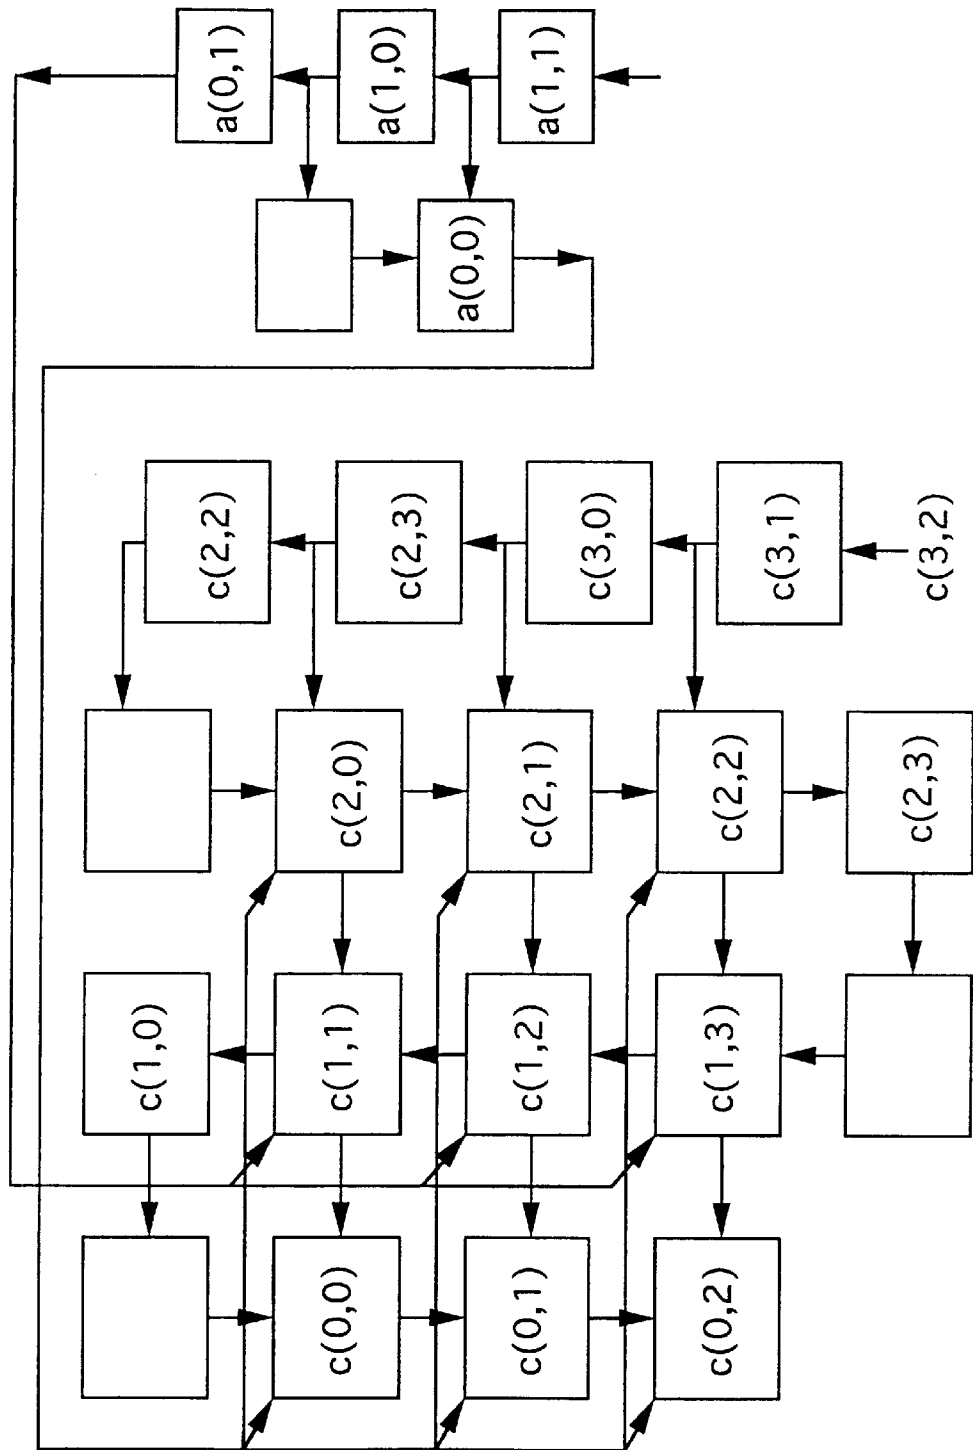 c(1,0)
c(2,2)
a(0,1)
c(0,0)
c(1,1)
c(2,0)
c(2,3)
a(1,0)
a(0,0)
c(0,1)
c(1,2)
c(2,1)
a(1,1)
c(3,0)
c(0,2)
c(1,3)
c(2,2)
c(3,1)
c(2,3)
c(3,2)